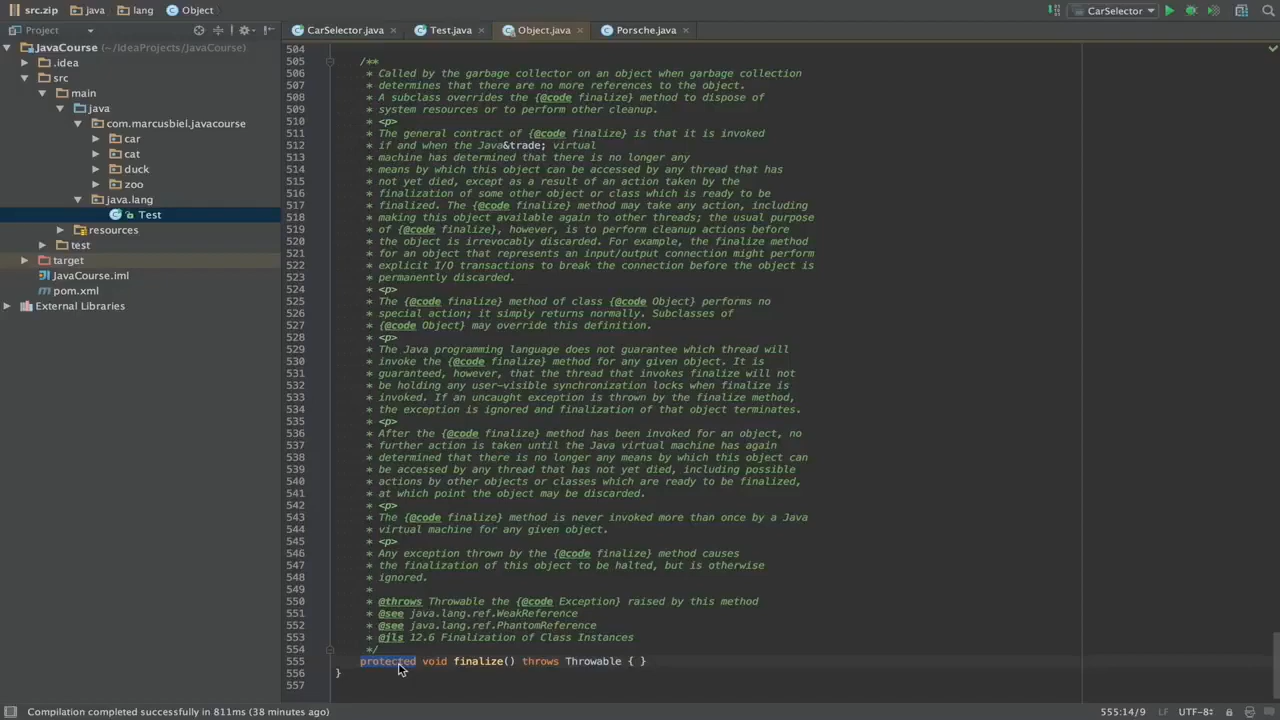 src.zip java lang Object
CarSelector
Project
CarSelector.java Test.java Object.java Porsche.java
JavaCourse (~/IdeaProjects/JavaCourse)
.idea
src
main
java
com.marcusbiel.javacourse
car
cat
duck
zoo
java.lang
Test
resources
test
target
JavaCourse.iml
pom.xml
External Libraries
504
505 /**
506 * Called by the garbage collector on an object when garbage collection
507 * determines that there are no more references to the object.
508 * A subclass overrides the {@code finalize} method to dispose of
509 * system resources or to perform other cleanup.
510 * <p>
511 * The general contract of {@code finalize} is that it is invoked
512 * if and when the Java&trade; virtual
513 * machine has determined that there is no longer any
514 * means by which this object can be accessed by any thread that has
515 * not yet died, except as a result of an action taken by the
516 * finalization of some other object or class which is ready to be
517 * finalized. The {@code finalize} method may take any action, including
518 * making this object available again to other threads; the usual purpose
519 * of {@code finalize}, however, is to perform cleanup actions before
520 * the object is irrevocably discarded. For example, the finalize method
521 * for an object that represents an input/output connection might perform
522 * explicit I/O transactions to break the connection before the object is
523 * permanently discarded.
524 * <p>
525 * The {@code finalize} method of class {@code Object} performs no
526 * special action; it simply returns normally. Subclasses of
527 * {@code Object} may override this definition.
528 * <p>
529 * The Java programming language does not guarantee which thread will
530 * invoke the {@code finalize} method for any given object. It is
531 * guaranteed, however, that the thread that invokes finalize will not
532 * be holding any user-visible synchronization locks when finalize is
533 * invoked. If an uncaught exception is thrown by the finalize method,
534 * the exception is ignored and finalization of that object terminates.
535 * <p>
536 * After the {@code finalize} method has been invoked for an object, no
537 * further action is taken until the Java virtual machine has again
538 * determined that there is no longer any means by which this object can
539 * be accessed by any thread that has not yet died, including possible
540 * actions by other objects or classes which are ready to be finalized,
541 * at which point the object may be discarded.
542 * <p>
543 * The {@code finalize} method is never invoked more than once by a Java
544 * virtual machine for any given object.
545 * <p>
546 * Any exception thrown by the {@code finalize} method causes
547 * the finalization of this object to be halted, but is otherwise
548 * ignored.
549 *
550 * @throws Throwable the {@code Exception} raised by this method
551 * @see java.lang.ref.WeakReference
552 * @see java.lang.ref.PhantomReference
553 * @jls 12.6 Finalization of Class Instances
554 */
555 protected void finalize() throws Throwable { }
556 }
557
Compilation completed successfully in 811ms (38 minutes ago) 555:14/9 LF UTF-8